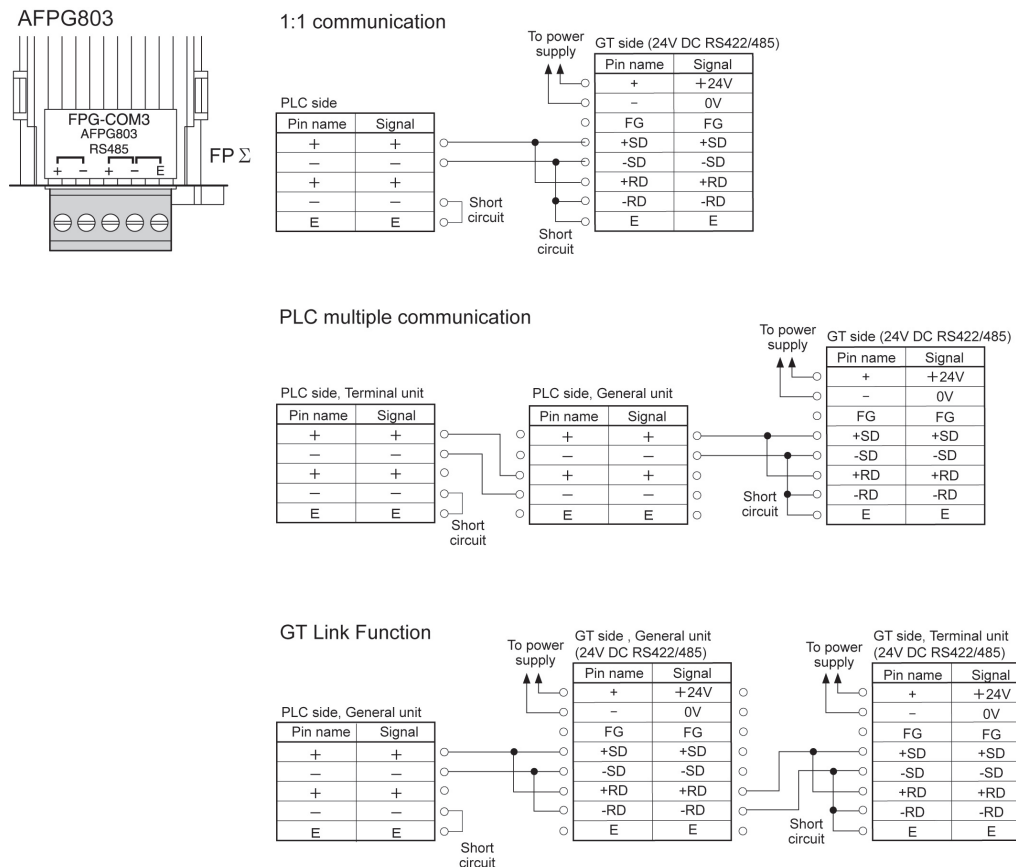 AFPG803
FPG-COM3
AFPG803
RS485
+ − + − E
FP Σ
1:1 communication
PLC side
Pin name Signal
+ +
− −
+ +
− −
E E
Short
circuit
To power
supply
GT side (24V DC RS422/485)
Pin name Signal
+ +24V
− 0V
FG FG
+SD +SD
-SD -SD
+RD +RD
-RD -RD
E E
Short
circuit
PLC multiple communication
PLC side, Terminal unit
Pin name Signal
+ +
− −
+ +
− −
E E
Short
circuit
PLC side, General unit
Pin name Signal
+ +
− −
+ +
− −
E E
To power
supply
GT side (24V DC RS422/485)
Pin name Signal
+ +24V
− 0V
FG FG
+SD +SD
-SD -SD
+RD +RD
-RD -RD
E E
Short
circuit
GT Link Function
PLC side, General unit
Pin name Signal
+ +
− −
+ +
− −
E E
Short
circuit
To power
supply
GT side , General unit
(24V DC RS422/485)
Pin name Signal
+ +24V
− 0V
FG FG
+SD +SD
-SD -SD
+RD +RD
-RD -RD
E E
To power
supply
GT side, Terminal unit
(24V DC RS422/485)
Pin name Signal
+ +24V
− 0V
FG FG
+SD +SD
-SD -SD
+RD +RD
-RD -RD
E E
Short
circuit